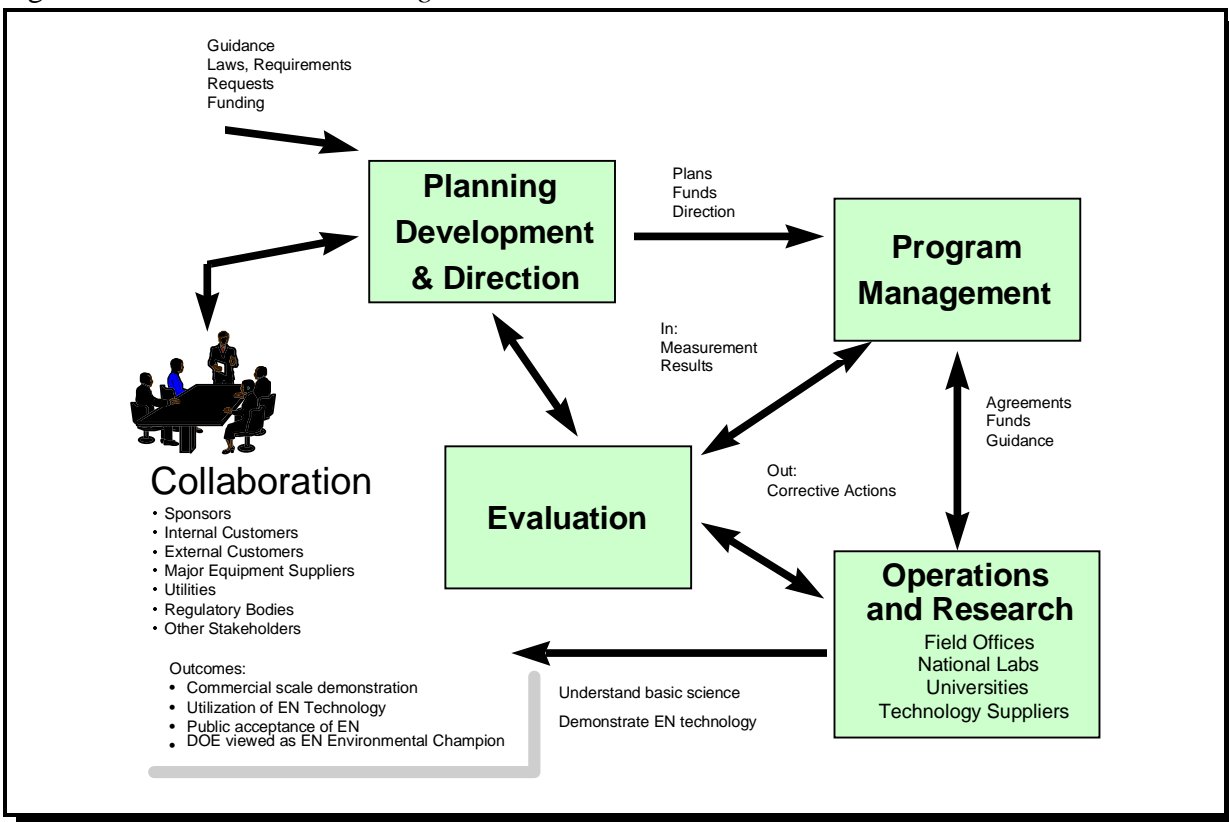 Guidance
Laws, Requirements
Requests
Funding
Planning
Development
& Direction
Plans
Funds
Direction
Program
Management
In:
Measurement
Results
Agreements
Funds
Guidance
Out:
Corrective Actions
Evaluation
Collaboration
• Sponsors
• Internal Customers
• External Customers
• Major Equipment Suppliers
• Utilities
• Regulatory Bodies
• Other Stakeholders
Operations
and Research
Field Offices
National Labs
Universities
Technology Suppliers
Understand basic science
Demonstrate EN technology
Outcomes:
• Commercial scale demonstration
• Utilization of EN Technology
• Public acceptance of EN
• DOE viewed as EN Environmental Champion